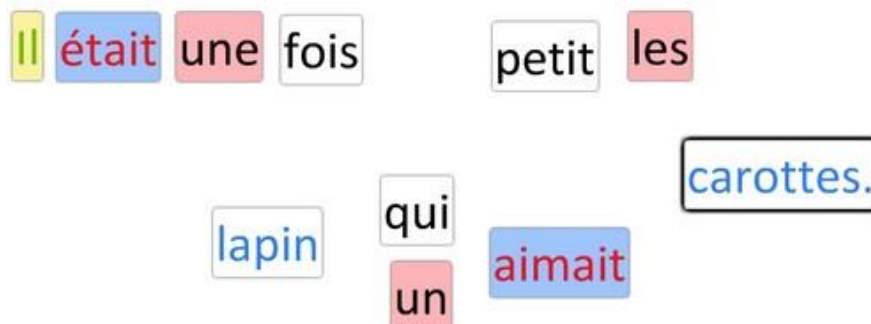 Il était une fois petit les
carottes.
lapin qui aimait
un